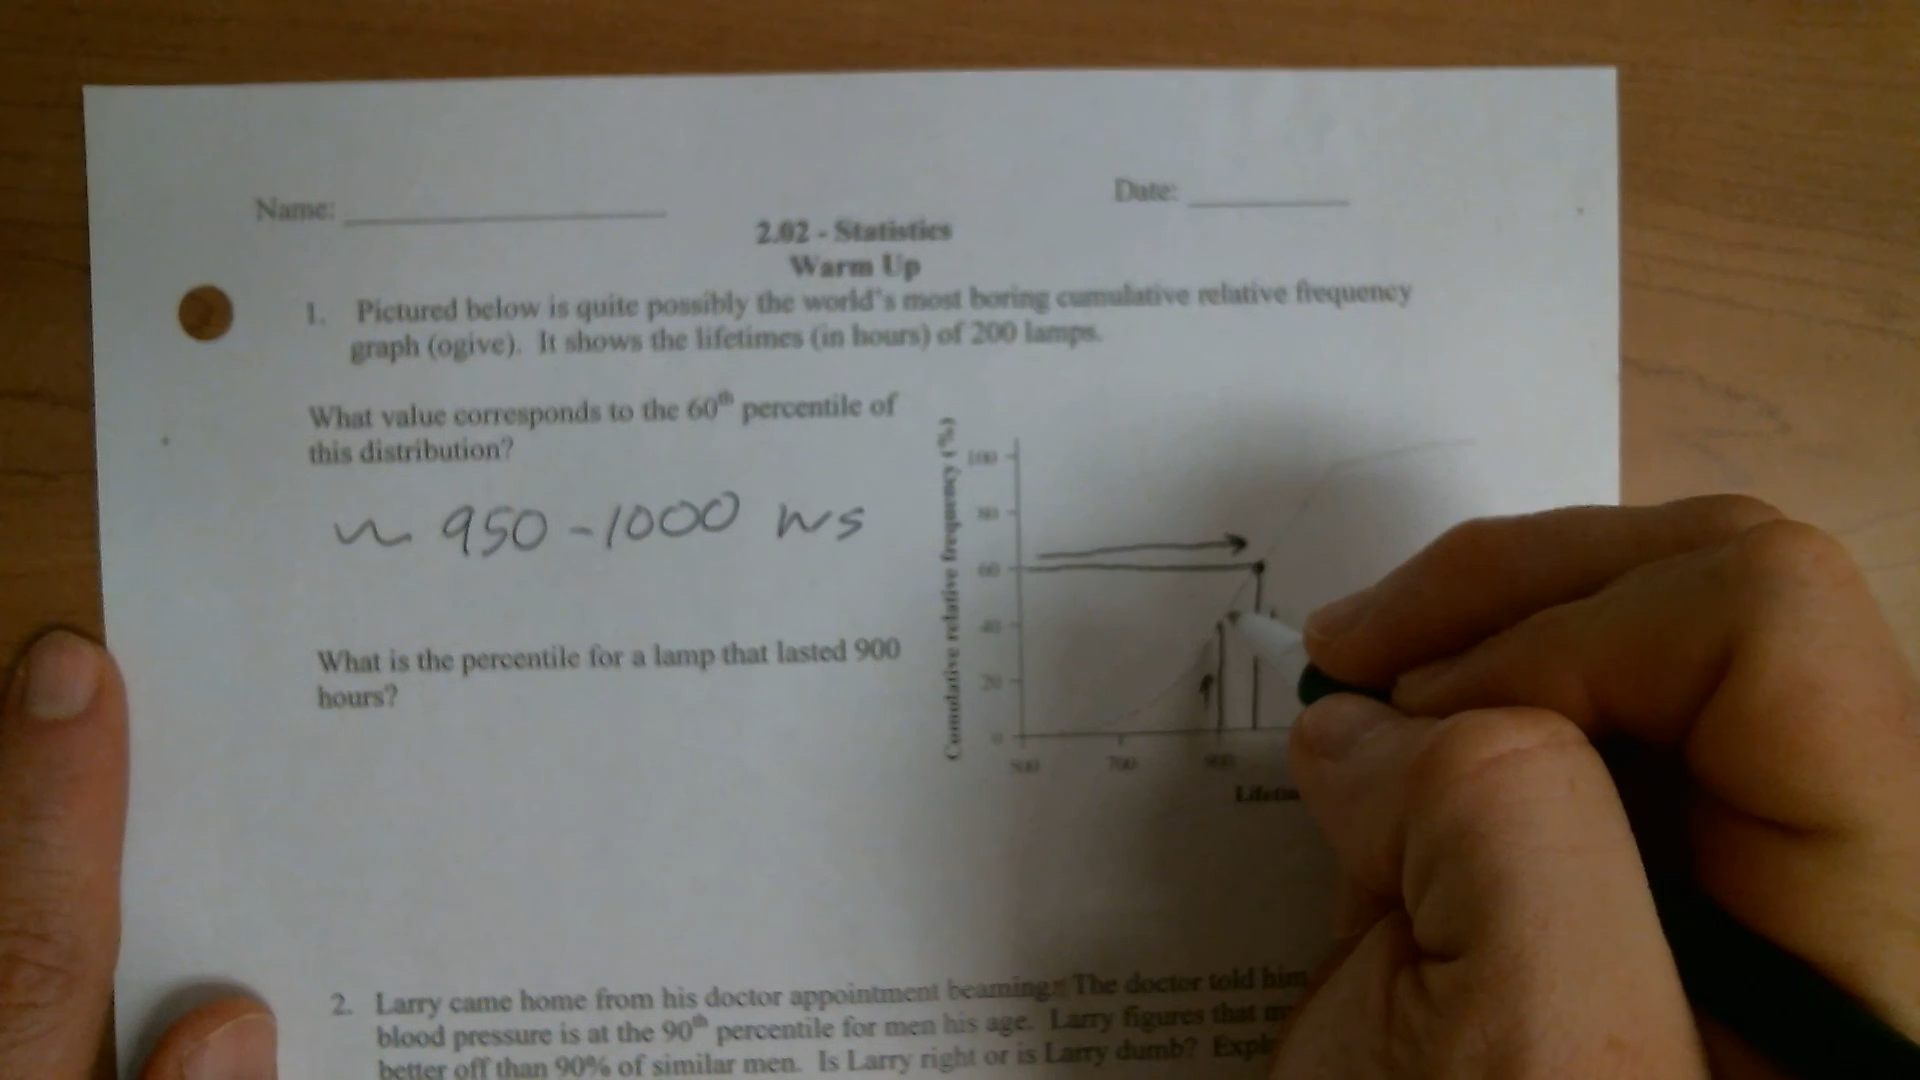 Name:
Date:
2.02 - Statistics
Warm Up
1. Pictured below is quite possibly the world's most boring cumulative relative frequency
graph (ogive). It shows the lifetimes (in hours) of 200 lamps.
What value corresponds to the 60th percentile of
this distribution?
~ 950-1000 hrs
What is the percentile for a lamp that lasted 900
hours?
Cumulative relative frequency (%)
100
80
60
40
20
0
500 700 900
Lifetim
2. Larry came home from his doctor appointment beaming. The doctor told him
blood pressure is at the 90th percentile for men his age. Larry figures that
better off than 90% of similar men. Is Larry right or is Larry dumb? Expl